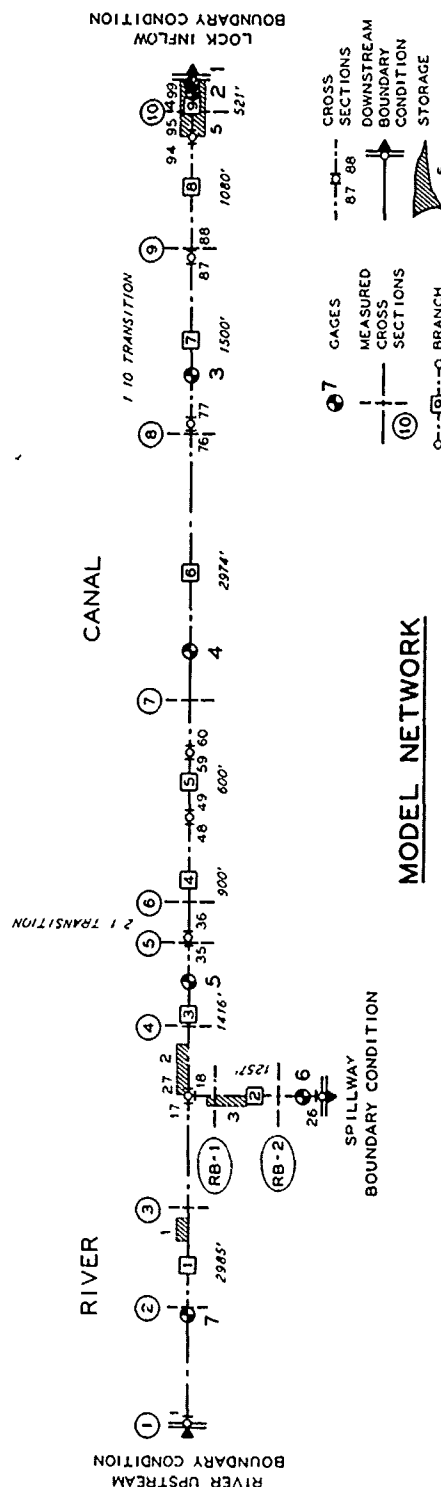 RIVER
CANAL
RIVER UPSTREAM
BOUNDARY CONDITION
LOCK INFLOW
BOUNDARY CONDITION
1
2
3
4
5
6
7
8
9
10
2 1 TRANSITION
1 10 TRANSITION
1
7
1
1
17
27
2
18
3
5
35
36
4
48
49
5
59
60
4
6
76
77
3
7
87
88
8
94
95
99
5
2
1
2985'
1416'
900'
600'
2974'
1500'
1080'
521'
RB-1
3
2
1257'
RB-2
6
26
SPILLWAY
BOUNDARY CONDITION
MODEL NETWORK
7
GAGES
10
MEASURED
CROSS
SECTIONS
9
BRANCH
87 88
CROSS
SECTIONS
DOWNSTREAM
BOUNDARY
CONDITION
STORAGE